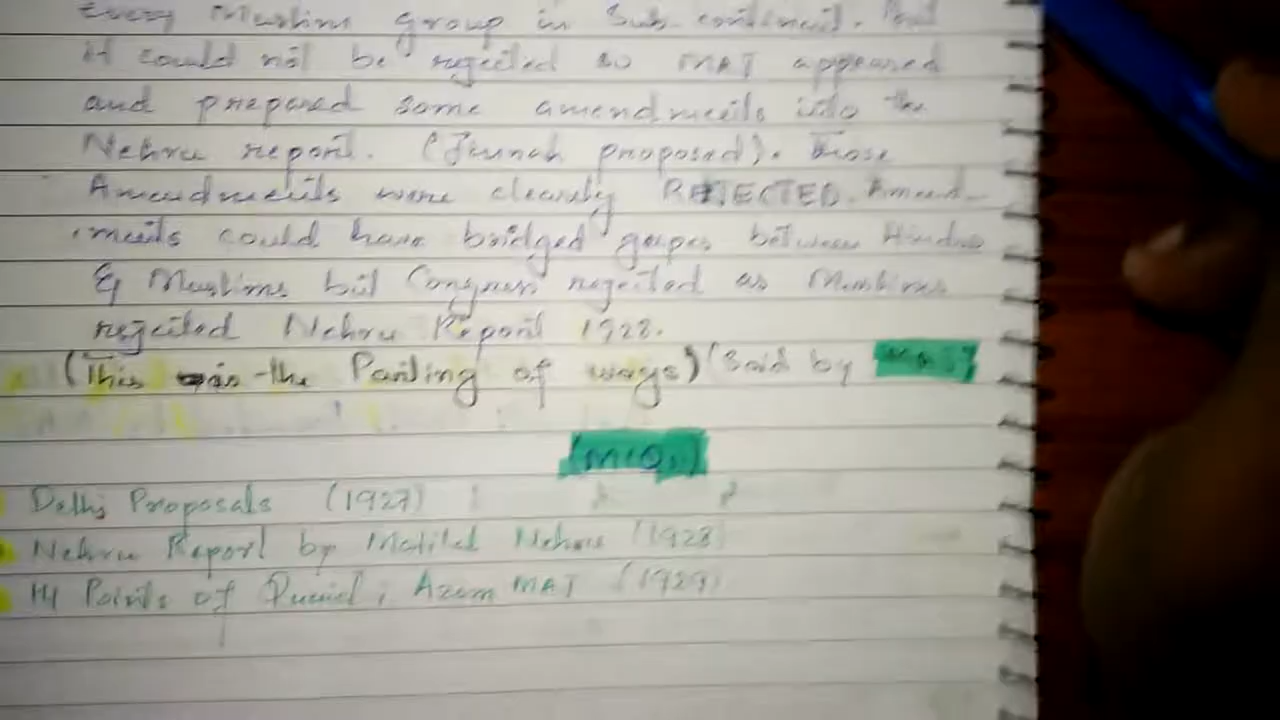 every Muslim group in Sub continent. But
it could not be rejected so MAJ appeared
and prepared some amendments into the
Nehru report. (Jinnah proposed). Those
Amendments were clearly REJECTED. Amend-
ments could have bridged gapes between Hindus
& Muslims but Congress rejected as Muslims
rejected Nehru Report 1928.
(This is the Parting of ways) (Said by MAJ)
(MCQs)
Delhi Proposals (1927)
Nehru Report by Motilal Nehru (1928)
14 Points of Quaid i Azam MAJ (1929)